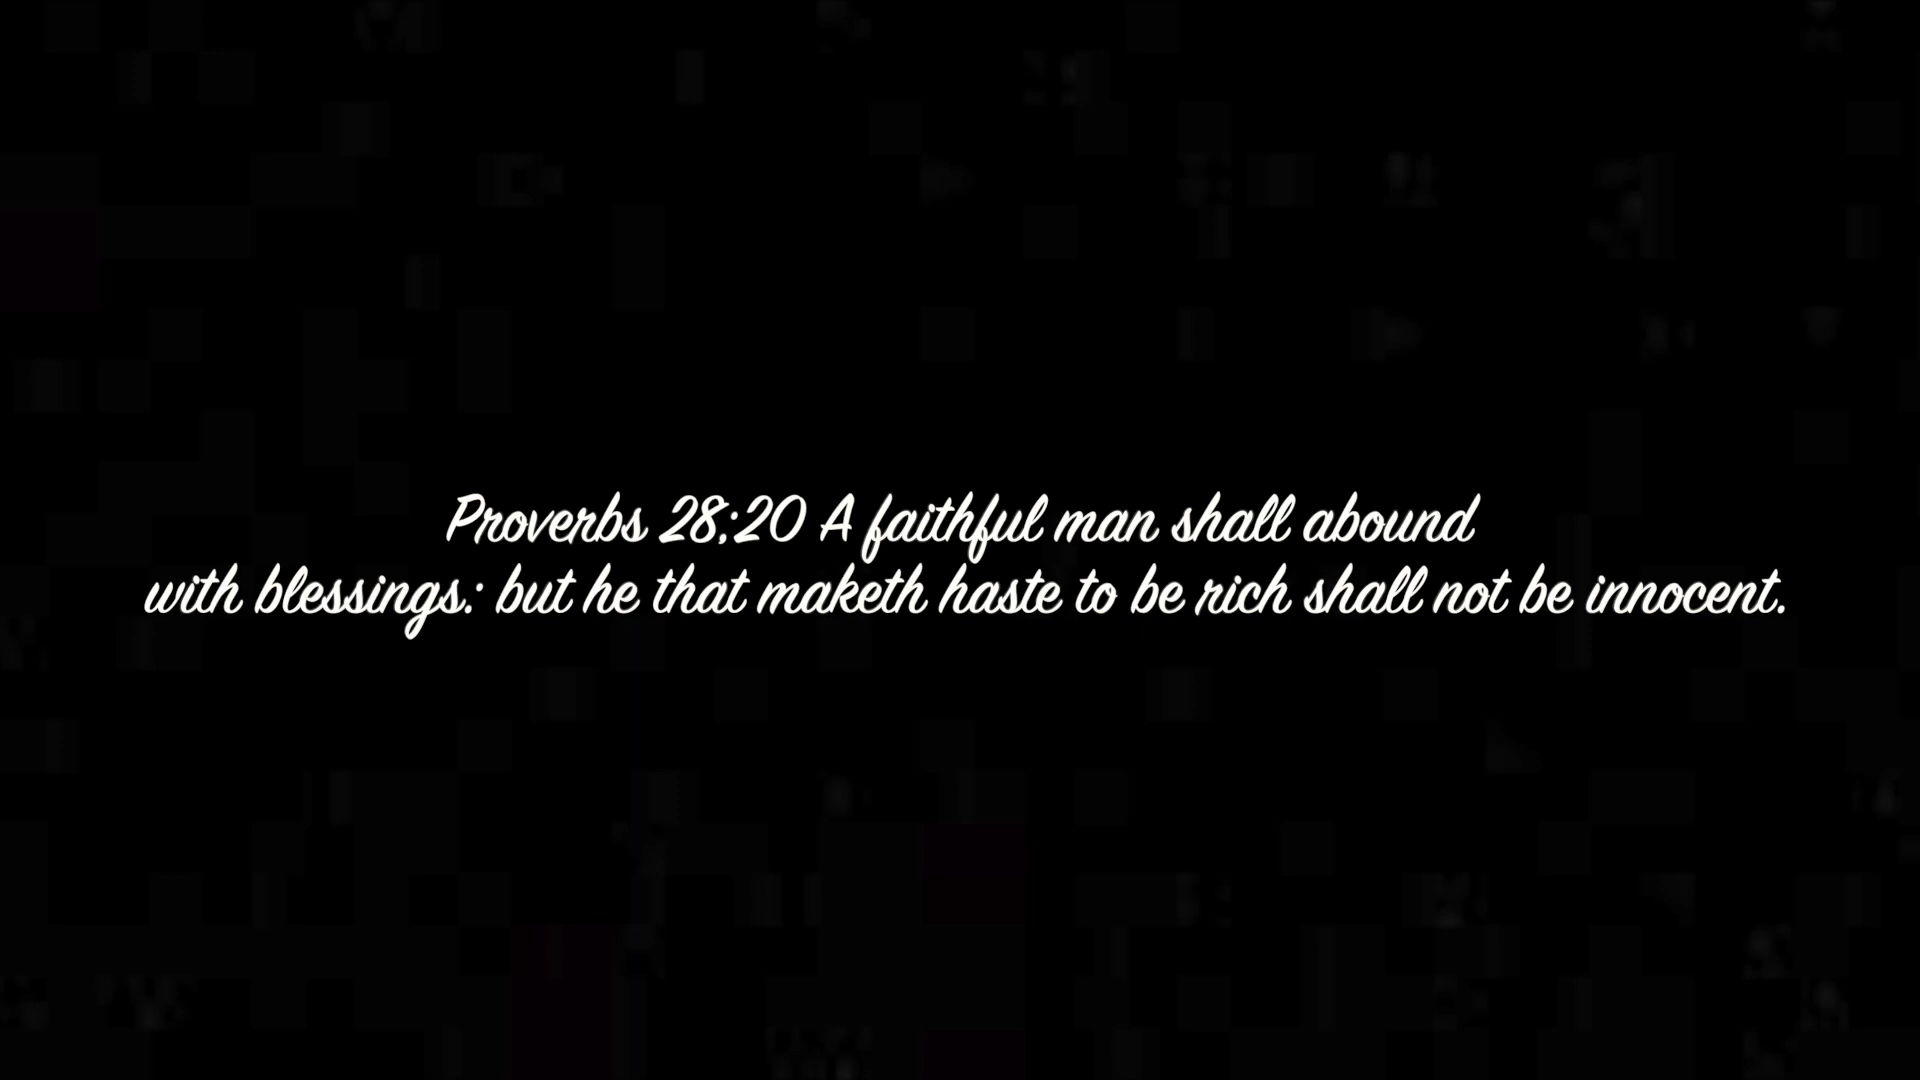 Proverbs 28:20 A faithful man shall abound
with blessings: but he that maketh haste to be rich shall not be innocent.